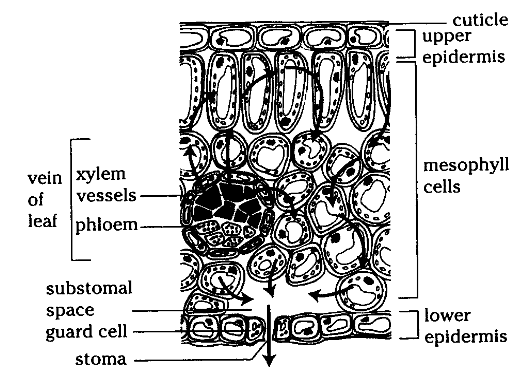 cuticle
upper
epidermis
mesophyll
cells
vein
of
leaf
xylem
vessels
phloem
substomal
space
guard cell
stoma
lower
epidermis